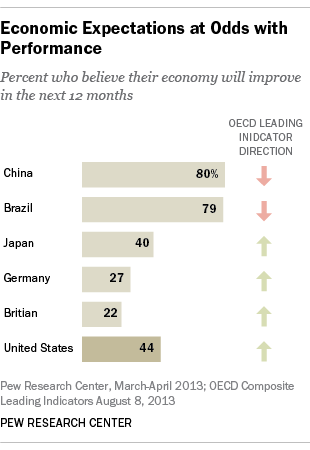 Economic Expectations at Odds with
Performance
Percent who believe their economy will improve
in the next 12 months
OECD LEADING
INIDCATOR
DIRECTION
China 80%
Brazil 79
Japan 40
Germany 27
Britian 22
United States 44
Pew Research Center, March-April 2013; OECD Composite
Leading Indicators August 8, 2013
PEW RESEARCH CENTER